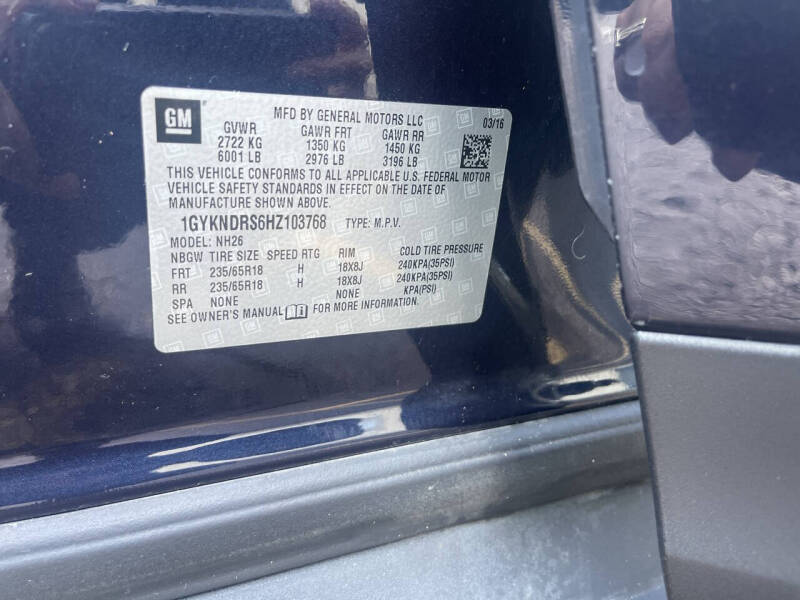 GM
MFD BY GENERAL MOTORS LLC 03/16
GVWR GAWR FRT GAWR RR
2722 KG 1350 KG 1450 KG
6001 LB 2976 LB 3196 LB
THIS VEHICLE CONFORMS TO ALL APPLICABLE U.S. FEDERAL MOTOR
VEHICLE SAFETY STANDARDS IN EFFECT ON THE DATE OF
MANUFACTURE SHOWN ABOVE.
1GYKNDRS6HZ103768 TYPE: M.P.V.
MODEL: NH26
NBGW TIRE SIZE SPEED RTG RIM COLD TIRE PRESSURE
FRT 235/65R18 H 18X8J 240KPA(35PSI)
RR 235/65R18 H 18X8J 240KPA(35PSI)
SPA NONE NONE KPA(PSI)
SEE OWNER'S MANUAL FOR MORE INFORMATION.